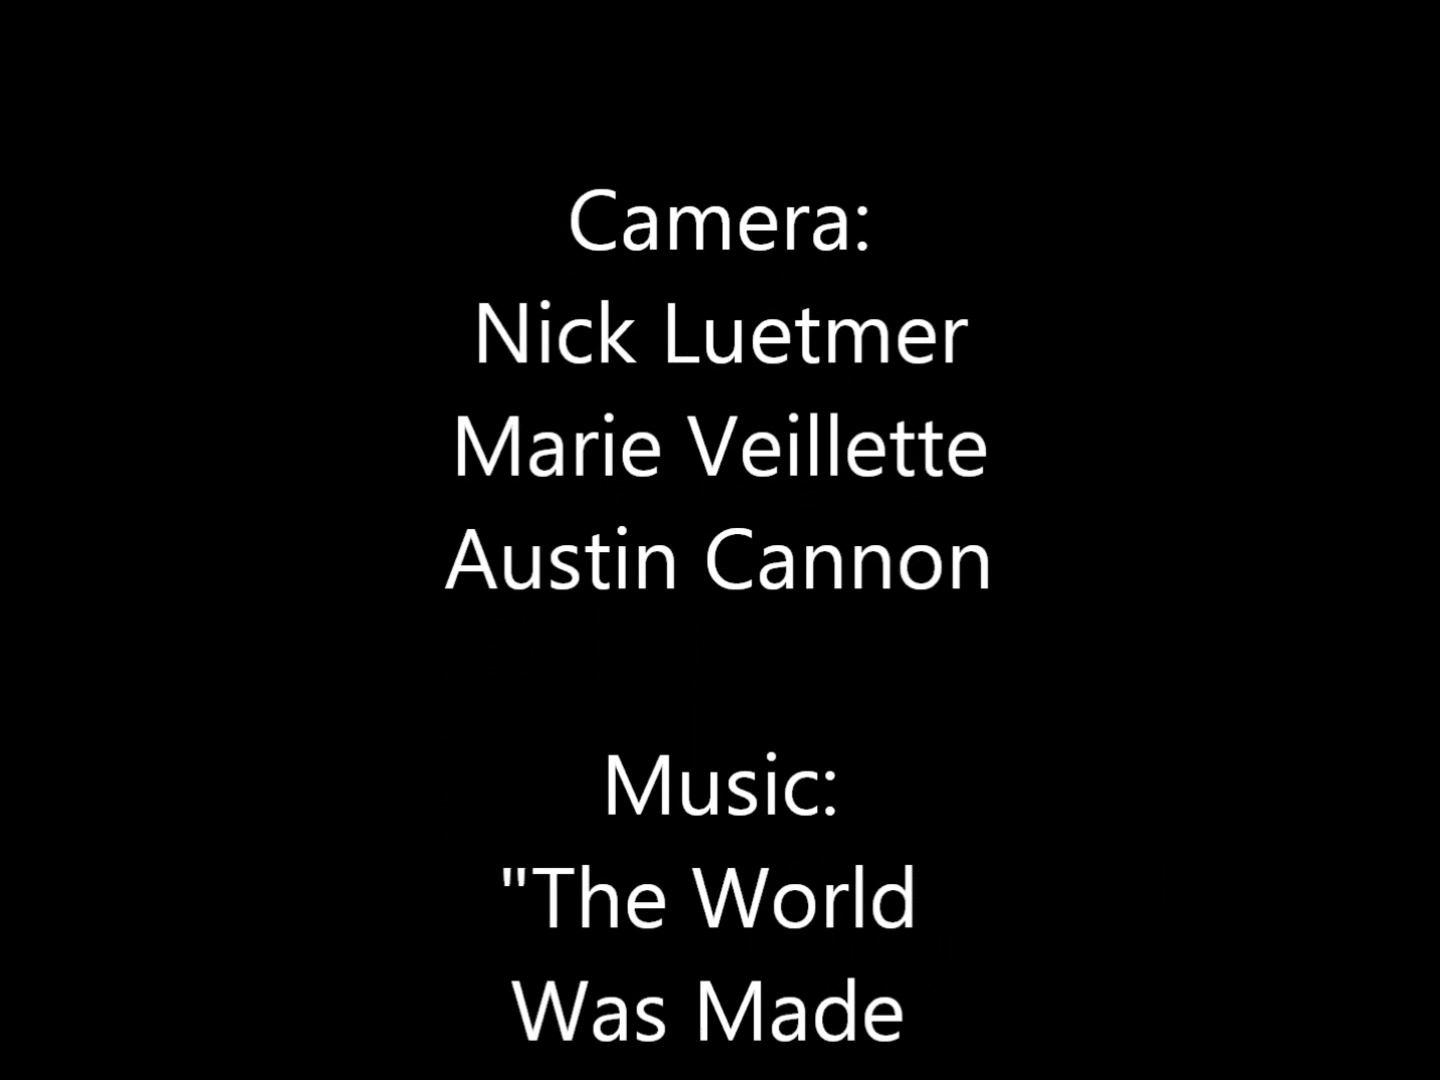 Camera:
Nick Luetmer
Marie Veillette
Austin Cannon
Music:
"The World
Was Made